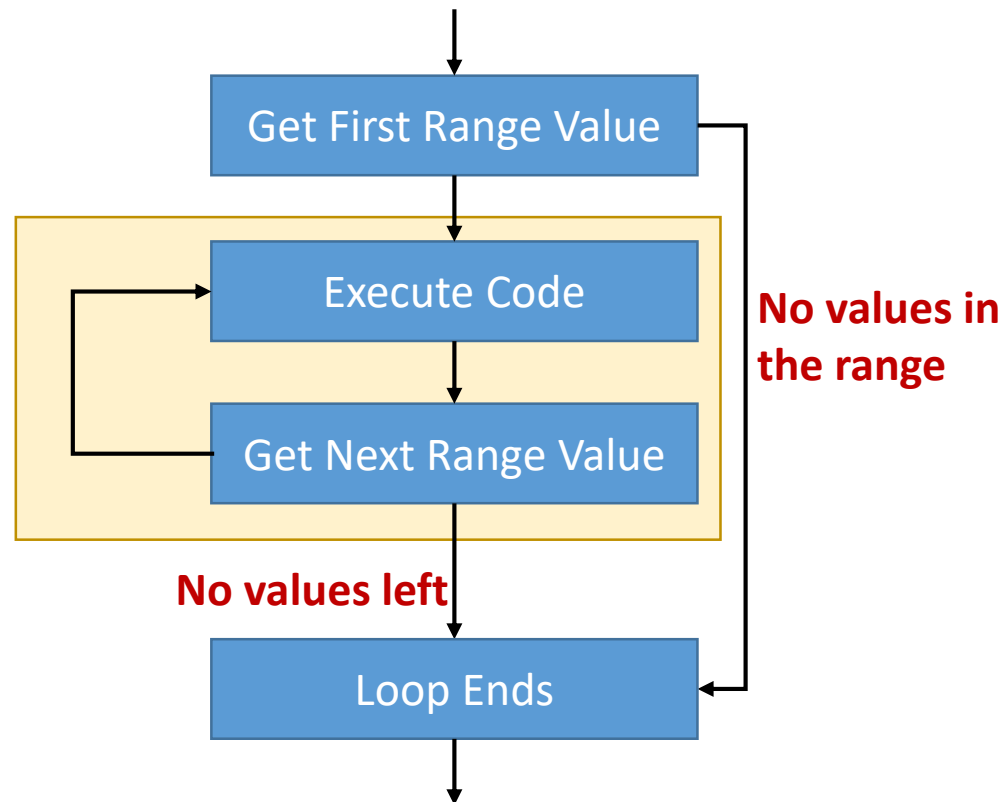 Get First Range Value
Execute Code
No values in
the range
Get Next Range Value
No values left
Loop Ends